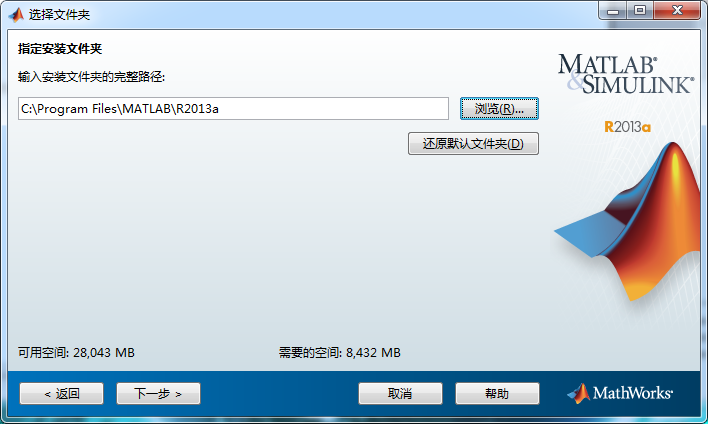 选择文件夹
指定安装文件夹
输入安装文件夹的完整路径:
C:\Program Files\MATLAB\R2013a
浏览(R)...
还原默认文件夹(D)
MATLAB®
&SIMULINK®
R2013a
可用空间: 28,043 MB
需要的空间: 8,432 MB
< 返回
下一步 >
取消
帮助
MathWorks®